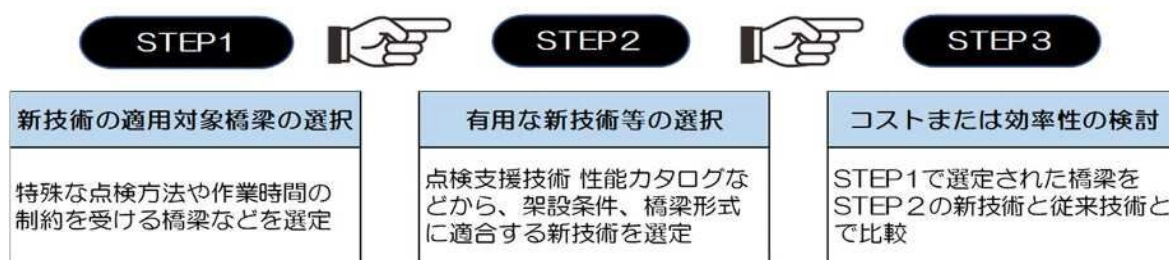 STEP1
STEP2
STEP3
新技術の適用対象橋梁の選択
特殊な点検方法や作業時間の
制約を受ける橋梁などを選定
有用な新技術等の選択
点検支援技術 性能カタログな
どから、架設条件、橋梁形式
に適合する新技術を選定
コストまたは効率性の検討
STEP1で選定された橋梁を
STEP2の新技術と従来技術と
で比較